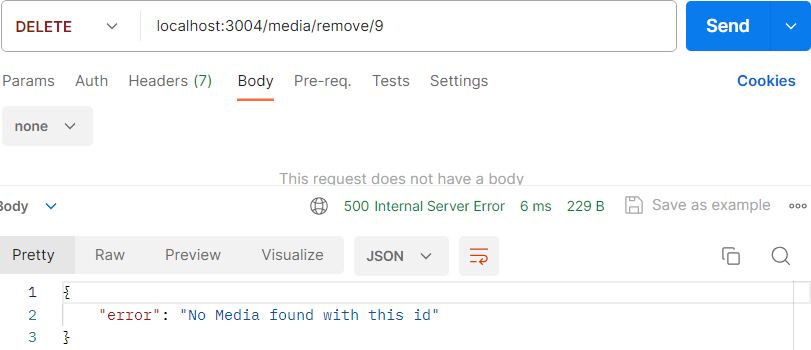 DELETE localhost:3004/media/remove/9 Send
Params Auth Headers (7) Body Pre-req. Tests Settings Cookies
none
This request does not have a body
Body 500 Internal Server Error 6 ms 229 B Save as example
Pretty Raw Preview Visualize JSON
1 {
2 "error": "No Media found with this id"
3 }